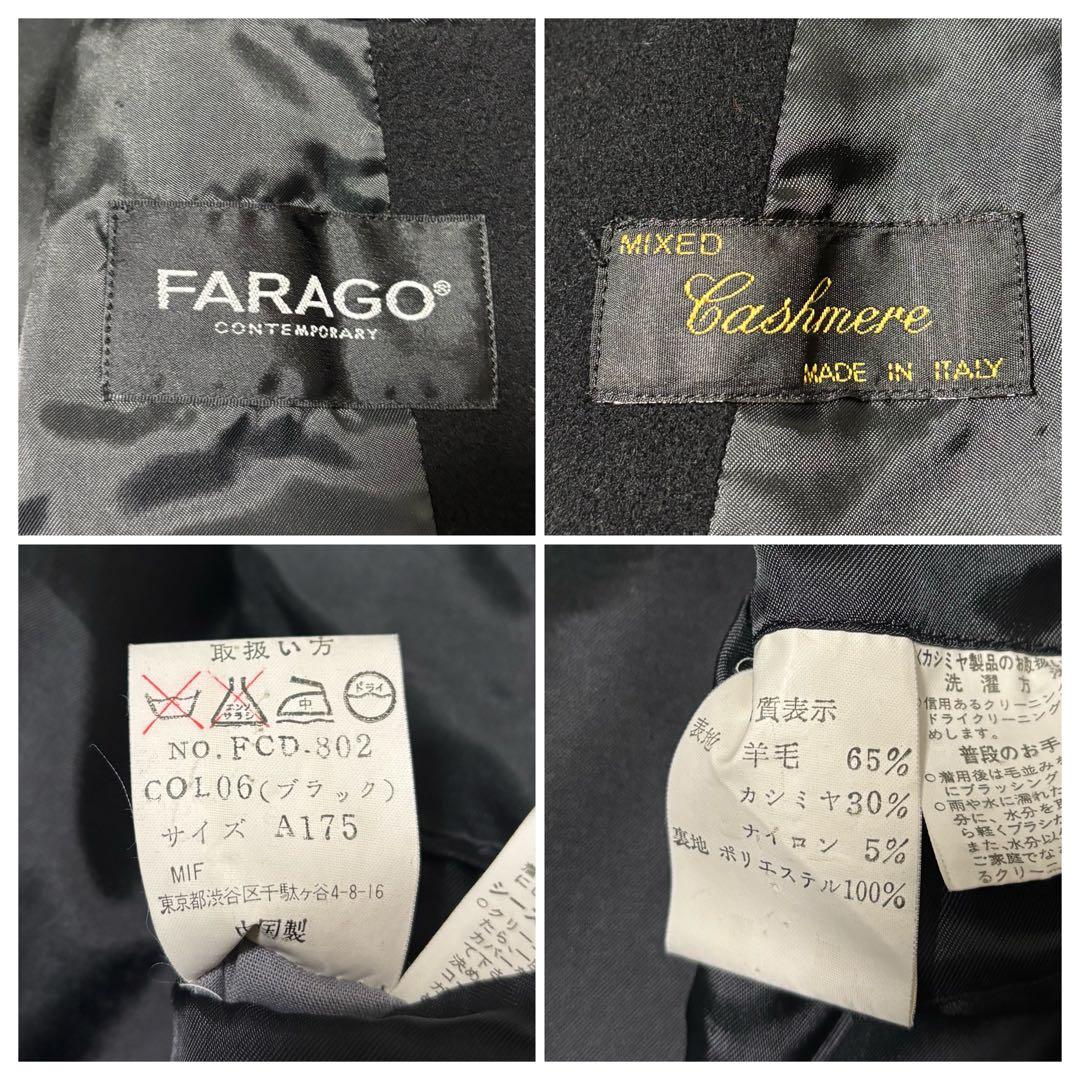 FARAGO®
CONTEMPORARY
MIXED
Cashmere
MADE IN ITALY
取扱い方
エンソ
サラシ
中
ドライ
NO. FCD-802
COL06(ブラック)
サイズ A175
MIF
東京都渋谷区千駄ケ谷4-8-16
中国製
質表示
表地
羊毛 65%
カシミヤ30%
ナイロン 5%
裏地 ポリエステル100%
〈カシミヤ製品のお取扱い
洗濯方
信用あるクリーニン
ドライクリーニング
めします。
普段のお手
○着用後は毛並みを
にブラッシング
○雨や水に濡れた
分に、水分を
ら軽くブラシ
また、水分以
ご家庭でな
るクリーニ